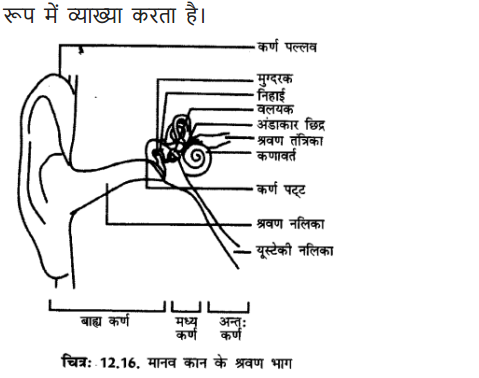 रूप में व्याख्या करता है।
कर्ण पल्लव
मुग्दरक
निहाई
वलयक
अंडाकार छिद्र
श्रवण तंत्रिका
कणावर्त
कर्ण पट्ट
श्रवण नलिका
यूस्टेकी नलिका
बाह्य कर्ण
मध्य कर्ण
अन्त: कर्ण
चित्र: 12.16. मानव कान के श्रवण भाग